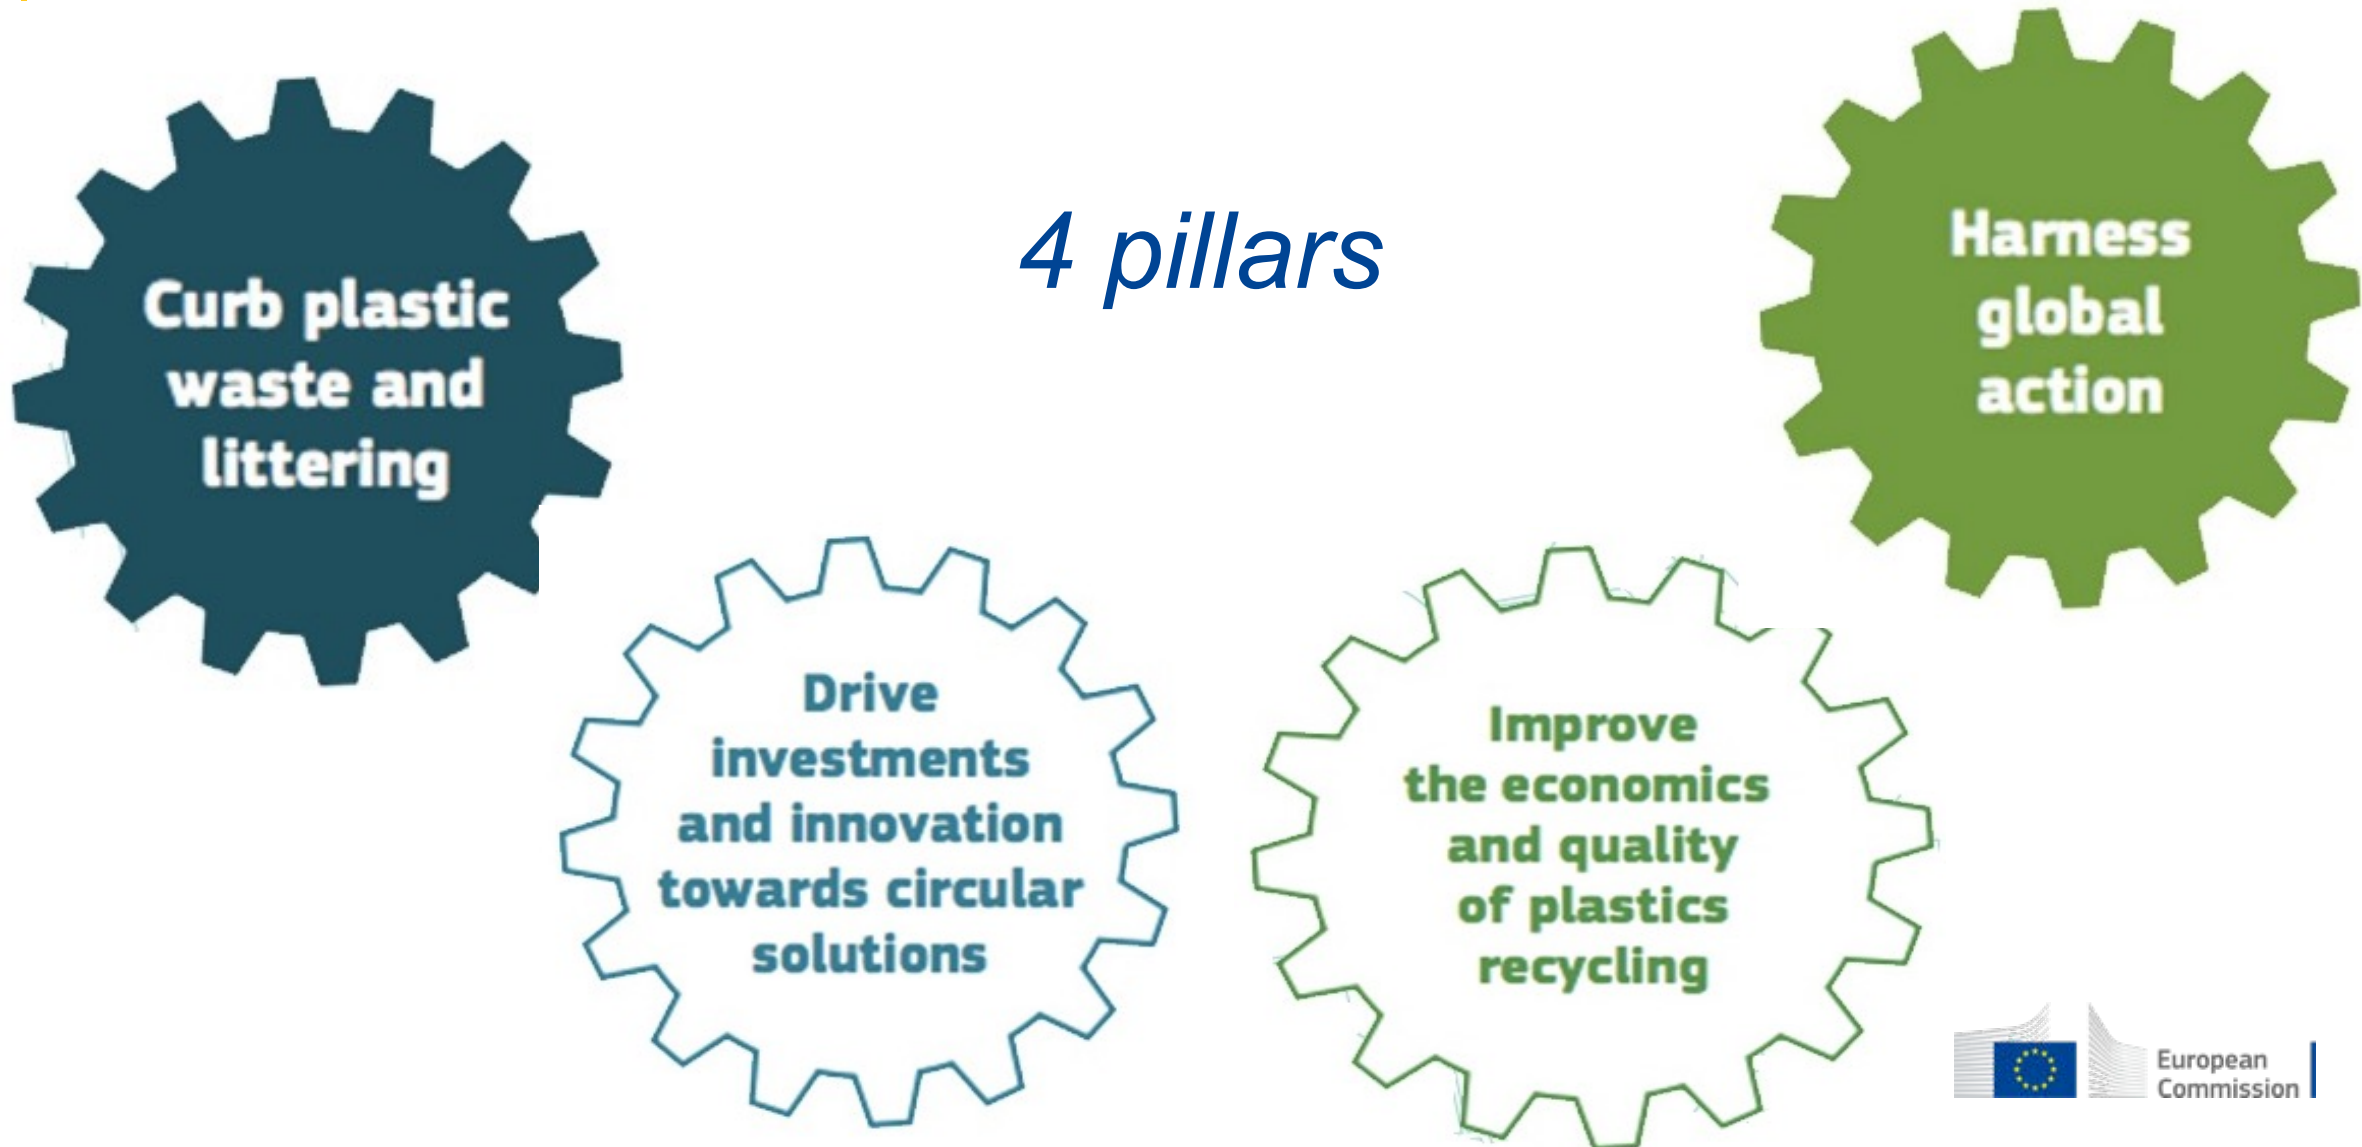 4 pillars
Curb plastic
waste and
littering
Harness
global
action
Drive
investments
and innovation
towards circular
solutions
Improve
the economics
and quality
of plastics
recycling
European
Commission